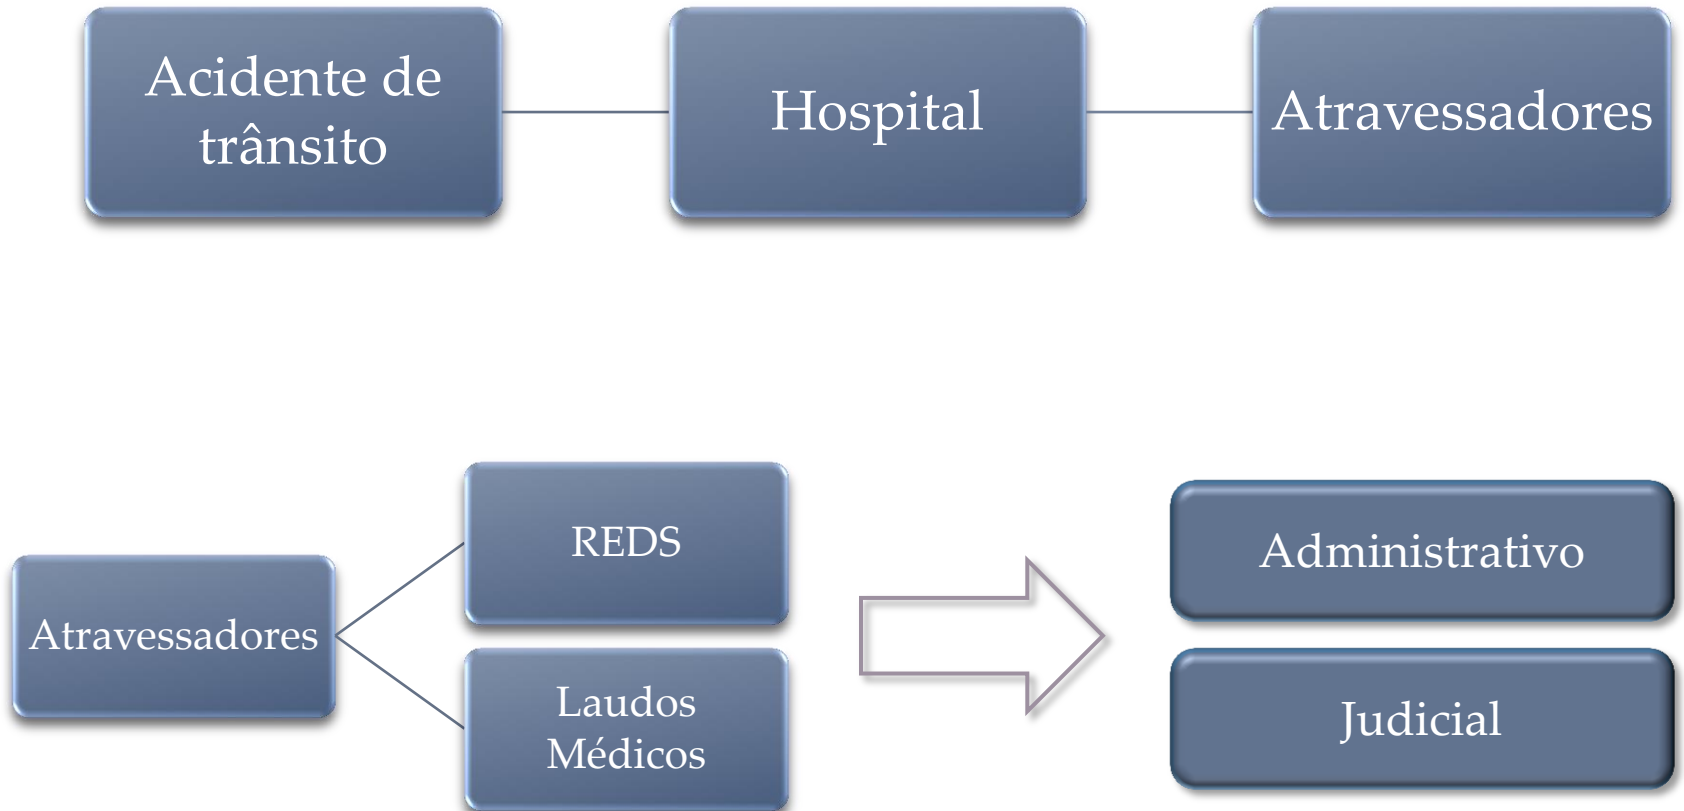 Acidente de
trânsito
Hospital
Atravessadores
Atravessadores
REDS
Laudos
Médicos
Administrativo
Judicial